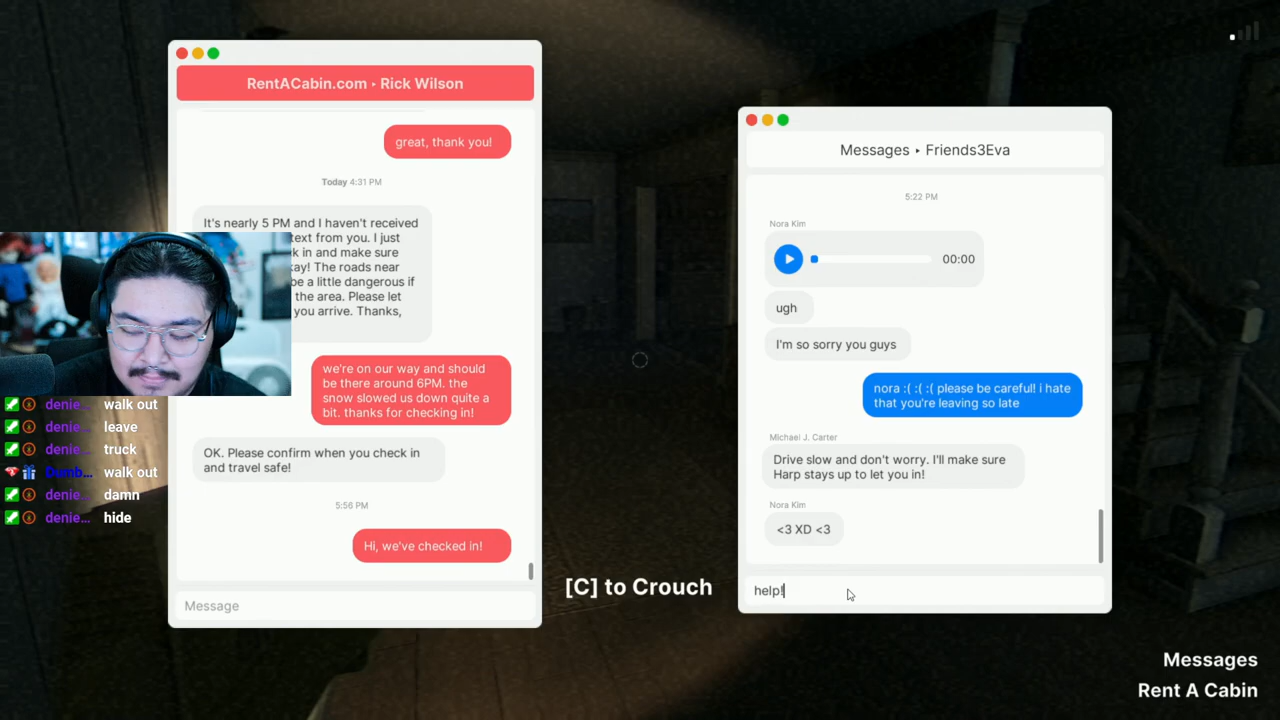 RentACabin.com ▸ Rick Wilson
great, thank you!
Today 4:31 PM
It's nearly 5 PM and I haven't received
text from you. I just
k in and make sure
kay! The roads near
be a little dangerous if
the area. Please let
you arrive. Thanks,
we're on our way and should
be there around 6PM. the
snow slowed us down quite a
bit. thanks for checking in!
OK. Please confirm when you check in
and travel safe!
5:56 PM
Hi, we've checked in!
Message
denie... walk out
denie... leave
denie... truck
Dumb... walk out
denie... damn
denie... hide
[C] to Crouch
Messages ▸ Friends3Eva
5:22 PM
Nora Kim
00:00
ugh
I'm so sorry you guys
nora :( :( :( please be careful! i hate
that you're leaving so late
Michael J. Carter
Drive slow and don't worry. I'll make sure
Harp stays up to let you in!
Nora Kim
<3 XD <3
help!
Messages
Rent A Cabin